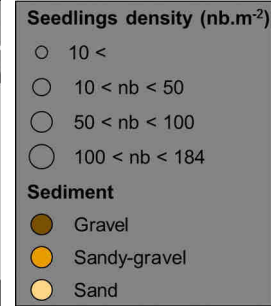 Seedlings density (nb.m⁻²)
10 <
10 < nb < 50
50 < nb < 100
100 < nb < 184
Sediment
Gravel
Sandy-gravel
Sand